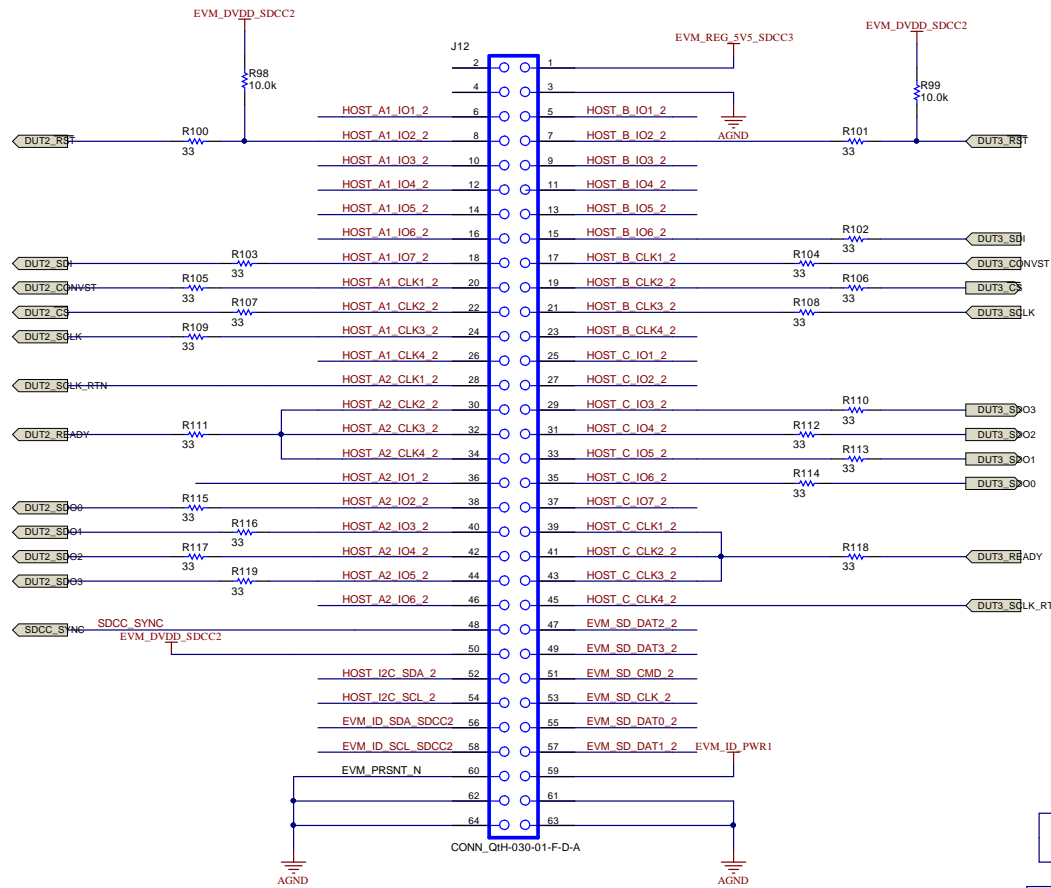 EVM_DVDD_SDCC2
EVM_DVDD_SDCC2
EVM_REG_5V5_SDCC3
J12
R98
10.0k
R99
10.0k
2 1
4 3
AGND
HOST_A1_IO1_2 6 5 HOST_B_IO1_2
DUT2_RST R100 33 HOST_A1_IO2_2 8 7 HOST_B_IO2_2 R101 33 DUT3_RST
HOST_A1_IO3_2 10 9 HOST_B_IO3_2
HOST_A1_IO4_2 12 11 HOST_B_IO4_2
HOST_A1_IO5_2 14 13 HOST_B_IO5_2
HOST_A1_IO6_2 16 15 HOST_B_IO6_2 R102 33 DUT3_SDI
DUT2_SDI R103 33 HOST_A1_IO7_2 18 17 HOST_B_CLK1_2 R104 33 DUT3_CONVST
DUT2_CONVST R105 33 HOST_A1_CLK1_2 20 19 HOST_B_CLK2_2 R106 33 DUT3_CS
DUT2_CS R107 33 HOST_A1_CLK2_2 22 21 HOST_B_CLK3_2 R108 33 DUT3_SCLK
DUT2_SCLK R109 33 HOST_A1_CLK3_2 24 23 HOST_B_CLK4_2
HOST_A1_CLK4_2 26 25 HOST_C_IO1_2
DUT2_SCLK_RTN HOST_A2_CLK1_2 28 27 HOST_C_IO2_2
HOST_A2_CLK2_2 30 29 HOST_C_IO3_2 R110 33 DUT3_SDO3
DUT2_READY R111 33 HOST_A2_CLK3_2 32 31 HOST_C_IO4_2 R112 33 DUT3_SDO2
HOST_A2_CLK4_2 34 33 HOST_C_IO5_2 R113 33 DUT3_SDO1
HOST_A2_IO1_2 36 35 HOST_C_IO6_2 R114 33 DUT3_SDO0
DUT2_SDO0 R115 33 HOST_A2_IO2_2 38 37 HOST_C_IO7_2
DUT2_SDO1 R116 33 HOST_A2_IO3_2 40 39 HOST_C_CLK1_2
DUT2_SDO2 R117 33 HOST_A2_IO4_2 42 41 HOST_C_CLK2_2 R118 33 DUT3_READY
DUT2_SDO3 R119 33 HOST_A2_IO5_2 44 43 HOST_C_CLK3_2
HOST_A2_IO6_2 46 45 HOST_C_CLK4_2 DUT3_SCLK_RT
SDCC_SYNC SDCC_SYNC 48 47 EVM_SD_DAT2_2
EVM_DVDD_SDCC2 50 49 EVM_SD_DAT3_2
HOST_I2C_SDA_2 52 51 EVM_SD_CMD_2
HOST_I2C_SCL_2 54 53 EVM_SD_CLK_2
EVM_ID_SDA_SDCC2 56 55 EVM_SD_DAT0_2
EVM_ID_SCL_SDCC2 58 57 EVM_SD_DAT1_2 EVM_ID_PWR1
EVM_PRSNT_N 60 59
62 61
64 63
CONN_QtH-030-01-F-D-A
AGND AGND